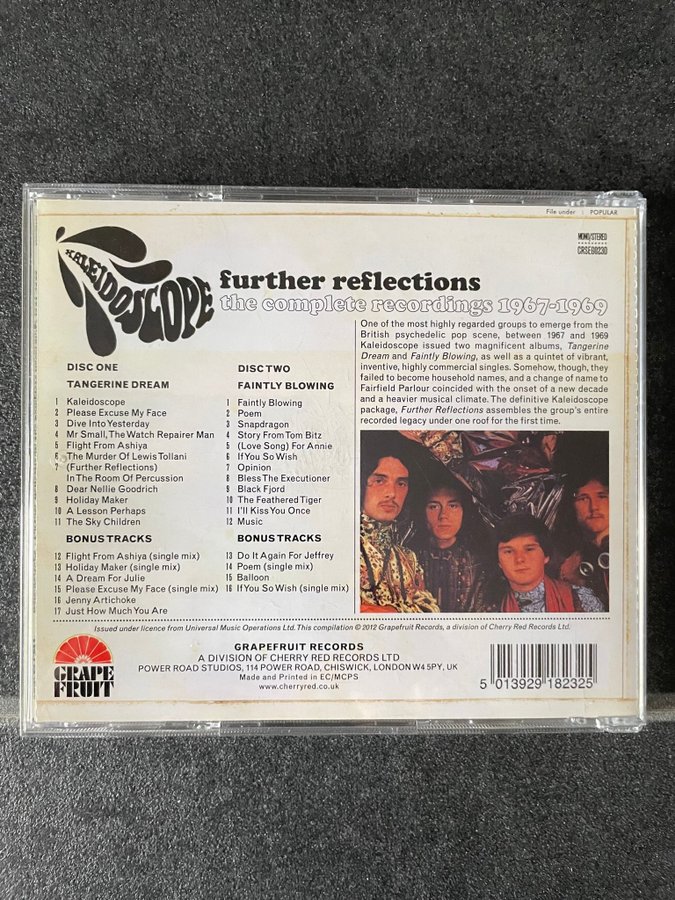 File under : POPULAR
MONO/STEREO
CRSEG023D
KALEIDOSCOPE
further reflections
the complete recordings 1967-1969
One of the most highly regarded groups to emerge from the
British psychedelic pop scene, between 1967 and 1969
Kaleidoscope issued two magnificent albums, Tangerine
Dream and Faintly Blowing, as well as a quintet of vibrant,
inventive, highly commercial singles. Somehow, though, they
failed to become household names, and a change of name to
Fairfield Parlour coincided with the onset of a new decade
and a heavier musical climate. The definitive Kaleidoscope
package, Further Reflections assembles the group's entire
recorded legacy under one roof for the first time.
DISC ONE
TANGERINE DREAM
1 Kaleidoscope
2 Please Excuse My Face
3 Dive Into Yesterday
4 Mr Small, The Watch Repairer Man
5 Flight From Ashiya
6 The Murder Of Lewis Tollani
7 (Further Reflections)
In The Room Of Percussion
8 Dear Nellie Goodrich
9 Holiday Maker
10 A Lesson Perhaps
11 The Sky Children
BONUS TRACKS
12 Flight From Ashiya (single mix)
13 Holiday Maker (single mix)
14 A Dream For Julie
15 Please Excuse My Face (single mix)
16 Jenny Artichoke
17 Just How Much You Are
DISC TWO
FAINTLY BLOWING
1 Faintly Blowing
2 Poem
3 Snapdragon
4 Story From Tom Bitz
5 (Love Song) For Annie
6 If You So Wish
7 Opinion
8 Bless The Executioner
9 Black Fjord
10 The Feathered Tiger
11 I'll Kiss You Once
12 Music
BONUS TRACKS
13 Do It Again For Jeffrey
14 Poem (single mix)
15 Balloon
16 If You So Wish (single mix)
Issued under licence from Universal Music Operations Ltd. This compilation © 2012 Grapefruit Records, a division of Cherry Red Records Ltd.
GRAPE
FRUIT
GRAPEFRUIT RECORDS
A DIVISION OF CHERRY RED RECORDS LTD
POWER ROAD STUDIOS, 114 POWER ROAD, CHISWICK, LONDON W4 5PY, UK
Made and Printed in EC/MCPS
www.cherryred.co.uk
5 013929 182325